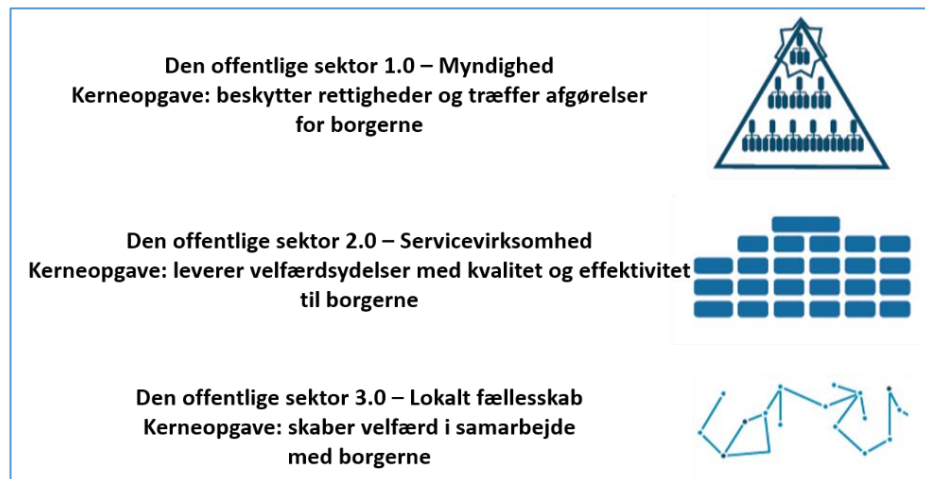 Den offentlige sektor 1.0 – Myndighed
Kerneopgave: beskytter rettigheder og træffer afgørelser
for borgerne
Den offentlige sektor 2.0 – Servicevirksomhed
Kerneopgave: leverer velfærdsydelser med kvalitet og effektivitet
til borgerne
Den offentlige sektor 3.0 – Lokalt fællesskab
Kerneopgave: skaber velfærd i samarbejde
med borgerne